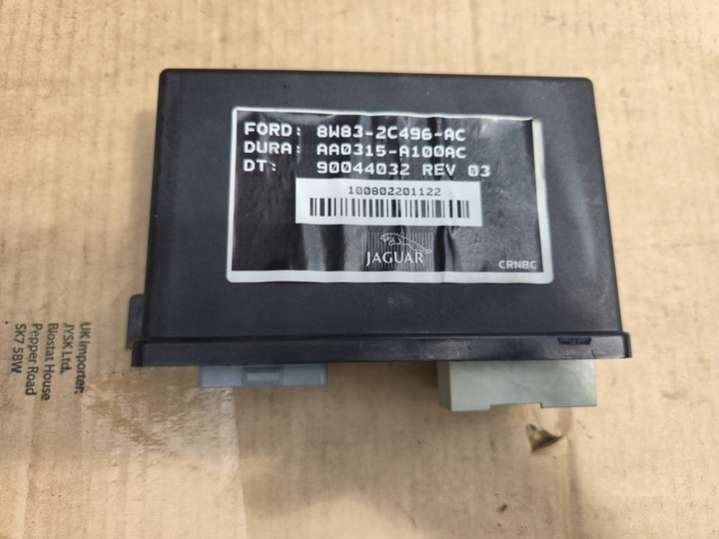 FORD: 8W83-2C496-AC
DURA: AA0315-A100AC
DT: 90044032 REV 03
100802201122
JAGUAR
CRNBC
UK Importer:
JYSK Ltd.
Biostat House
Pepper Road
SK7 5BW